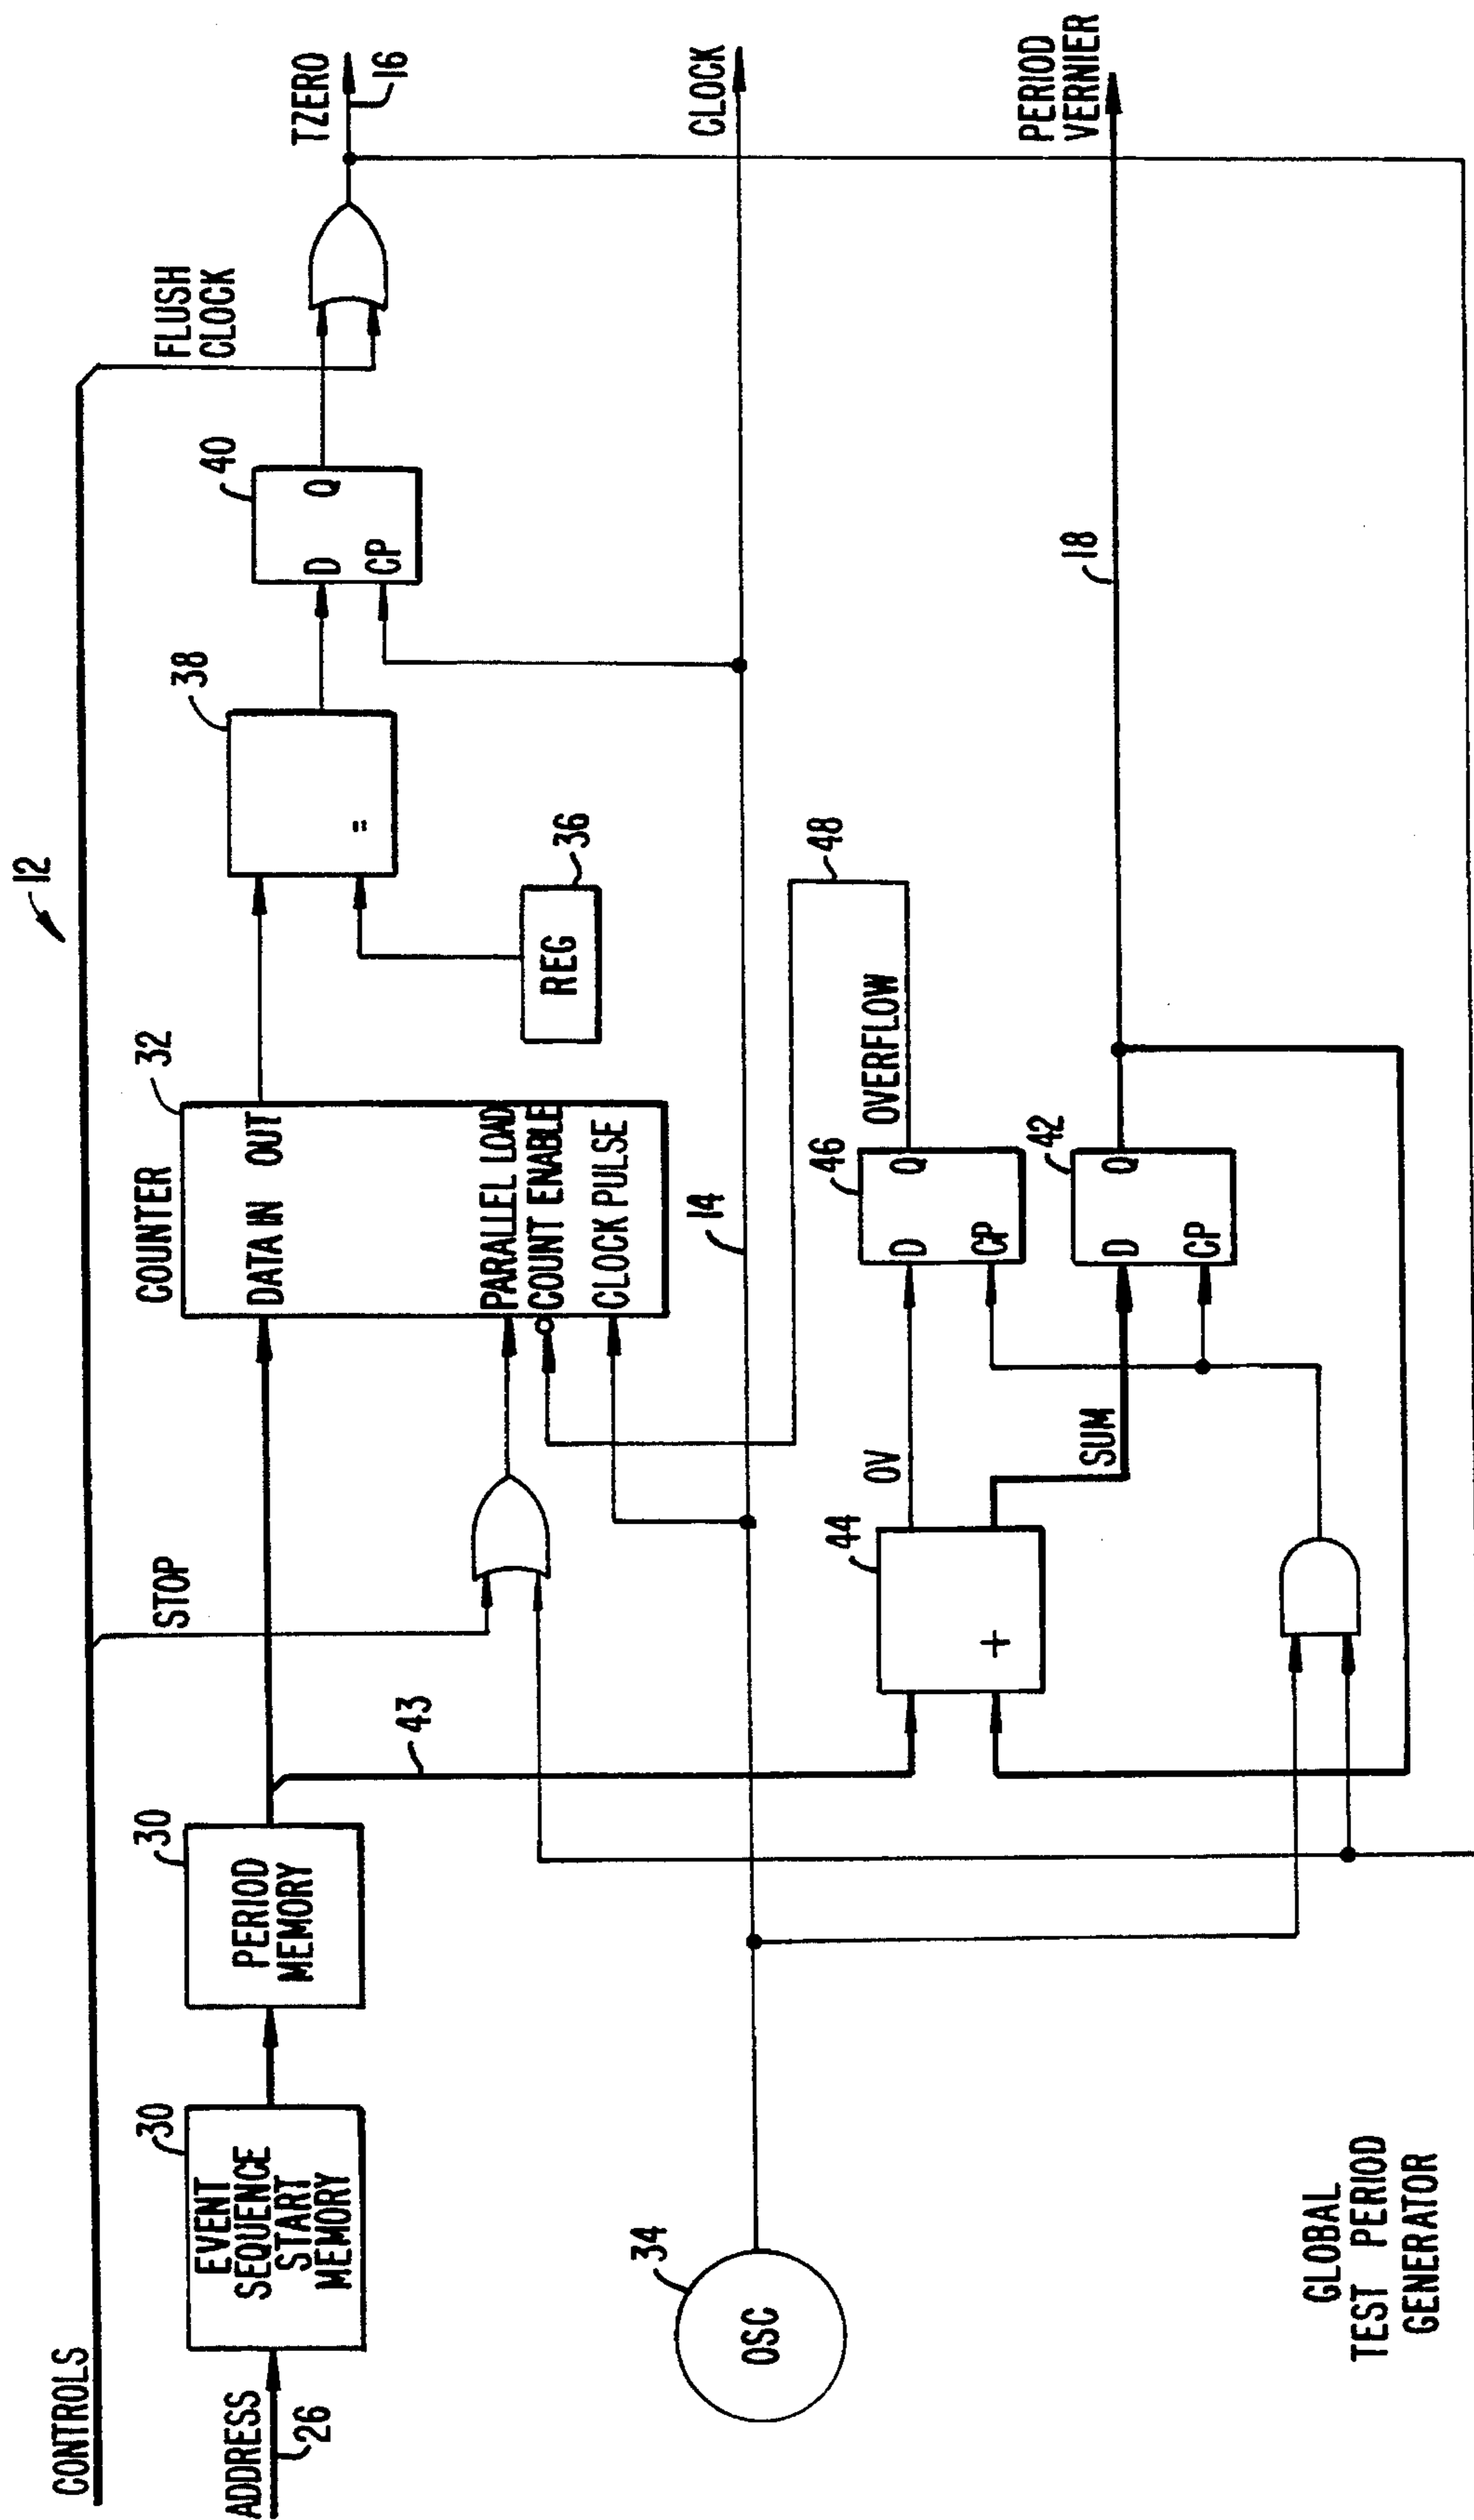 CONTROLS
ADDRESS
26
30
EVENT
SEQUENCE
START
MEMORY
30
PERIOD
MEMORY
43
STOP
12
COUNTER
32
DATA IN OUT
PARALLEL LOAD
COUNT ENABLE
CLOCK PULSE
38
=
REG
36
40
D Q
CP
FLUSH
CLOCK
TZERO
16
34
OSC
14
CLOCK
44
+
OV
SUM
46
D Q
CP
OVERFLOW
48
42
D Q
CP
18
PERIOD
VERNIER
GLOBAL
TEST PERIOD
GENERATOR